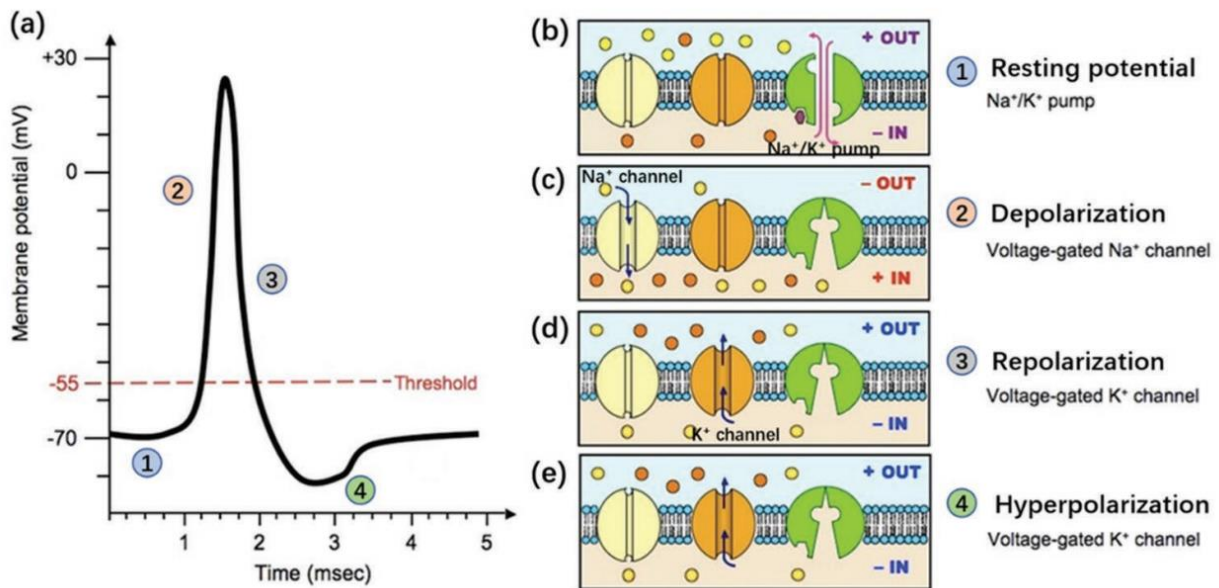 (a)
+30
0
-55
-70
Membrane potential (mV)
Threshold
1
2
3
4
1
2
3
4
5
Time (msec)
(b)
+ OUT
– IN
Na⁺/K⁺ pump
(c)
Na⁺ channel
– OUT
+ IN
(d)
+ OUT
– IN
K⁺ channel
(e)
+ OUT
– IN
1 Resting potential
Na⁺/K⁺ pump
2 Depolarization
Voltage-gated Na⁺ channel
3 Repolarization
Voltage-gated K⁺ channel
4 Hyperpolarization
Voltage-gated K⁺ channel